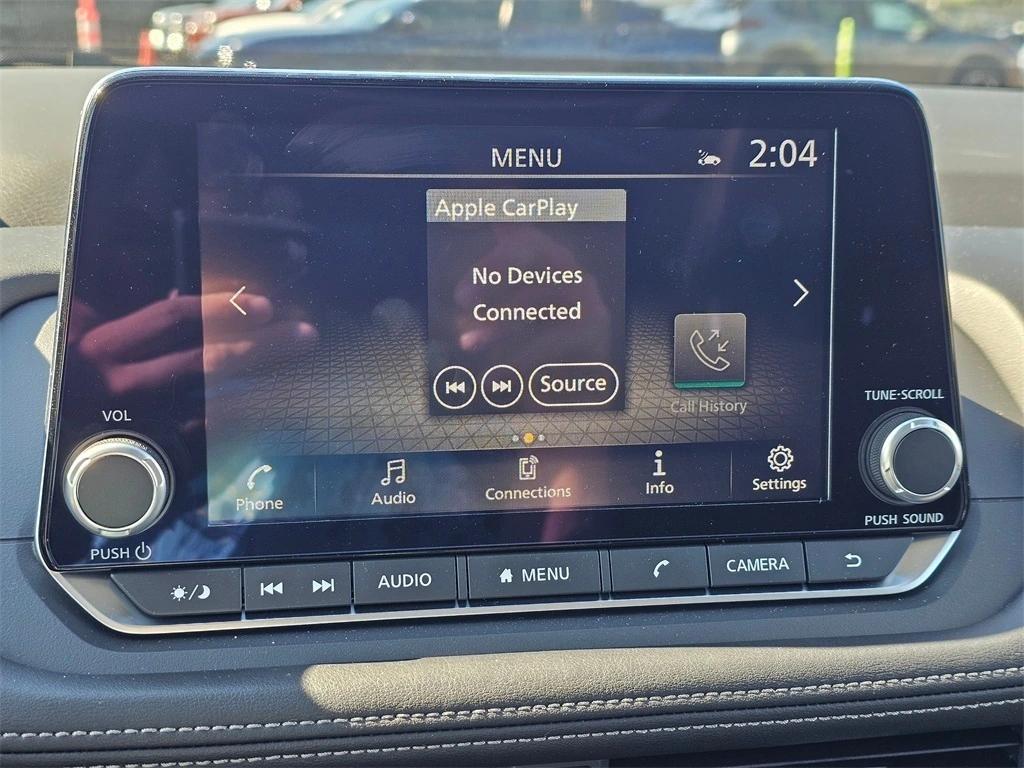 MENU 2:04
Apple CarPlay
No Devices
Connected
Source
Call History
VOL
TUNE·SCROLL
Phone
Audio
Connections
Info
Settings
PUSH
PUSH SOUND
AUDIO
MENU
CAMERA